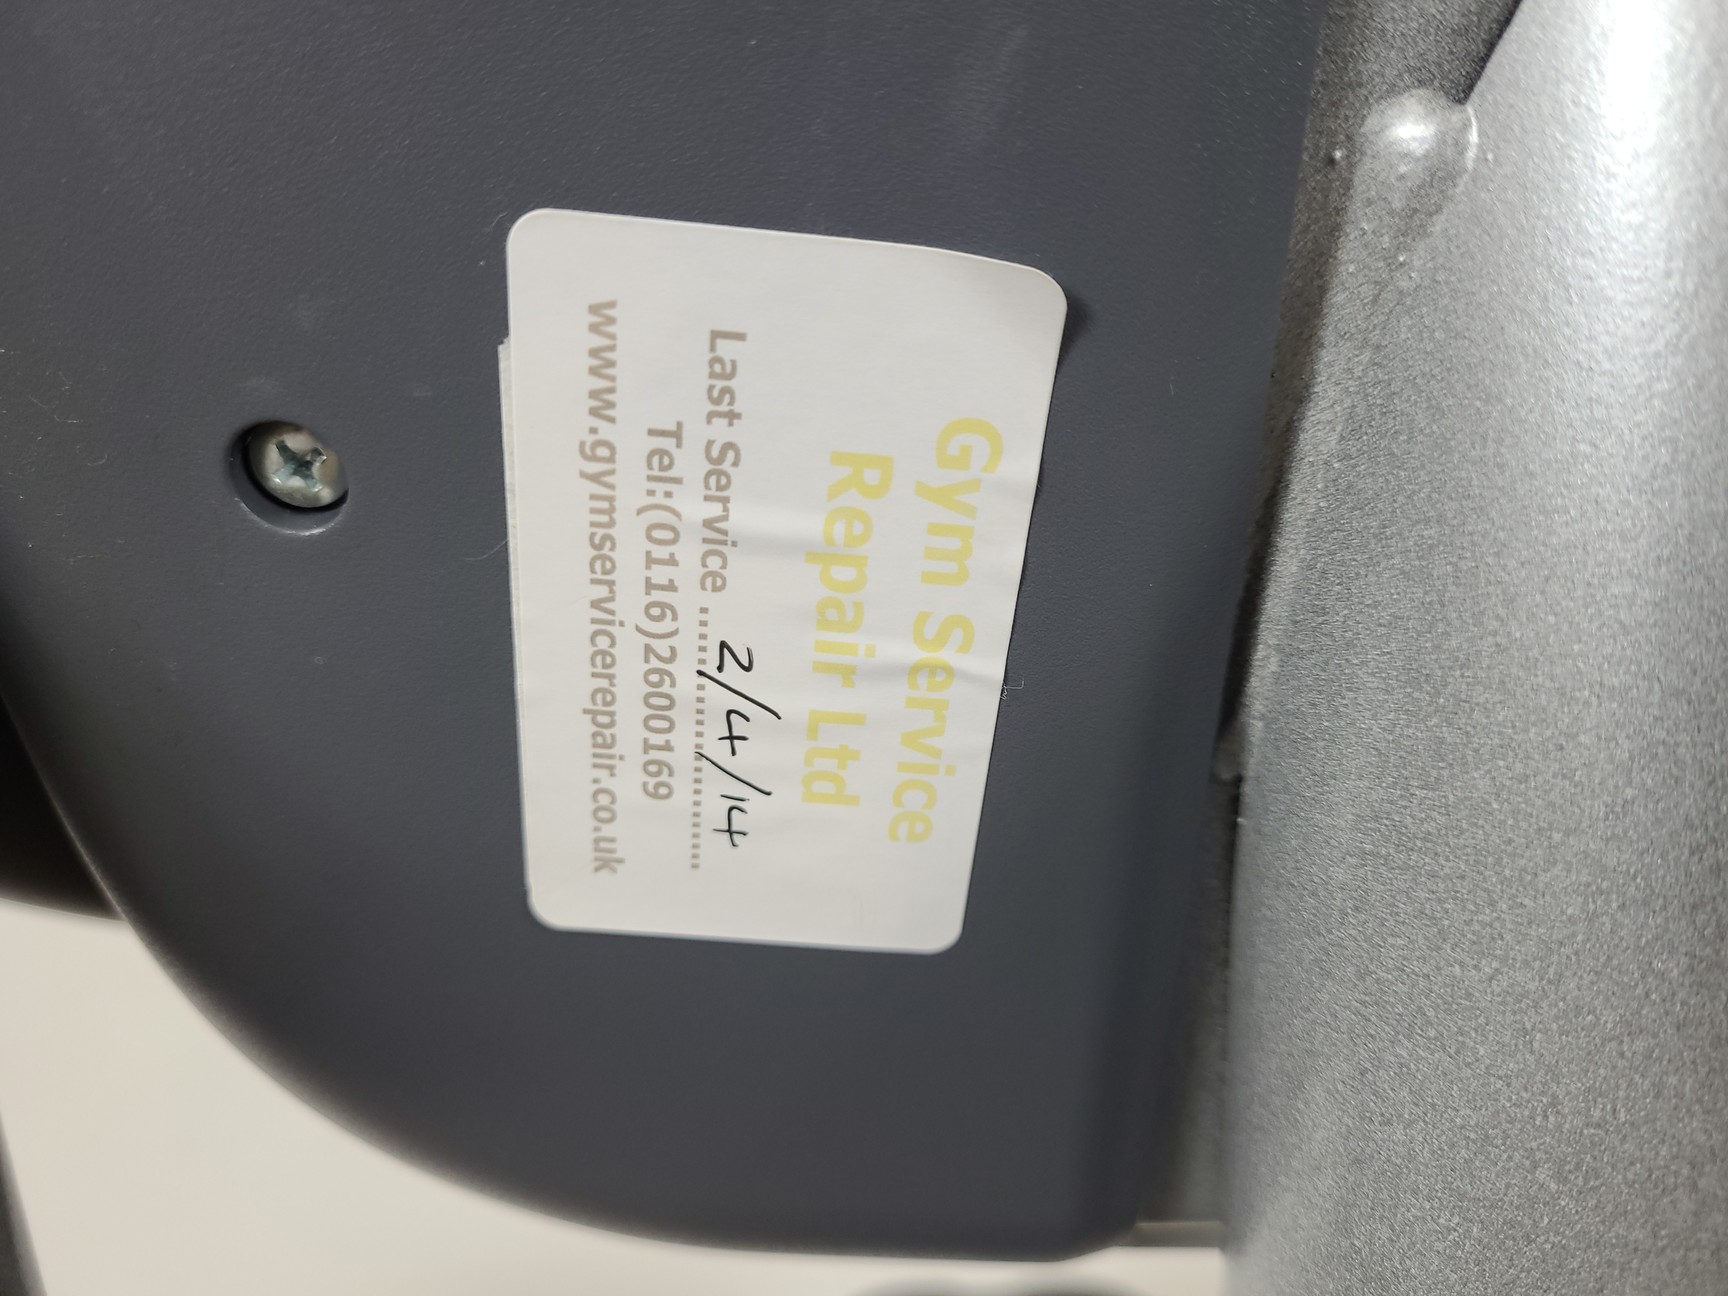 Gym Service
Repair Ltd
Last Service ................ 2/4/14
Tel:(0116)2600169
www.gymservicerepair.co.uk